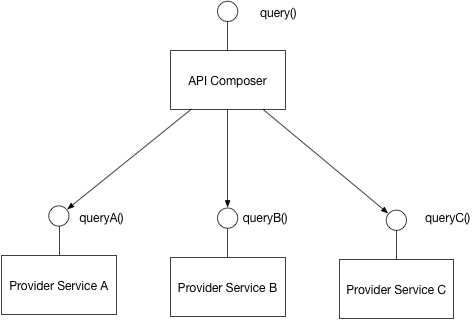 query()
API Composer
queryA()
queryB()
queryC()
Provider Service A
Provider Service B
Provider Service C